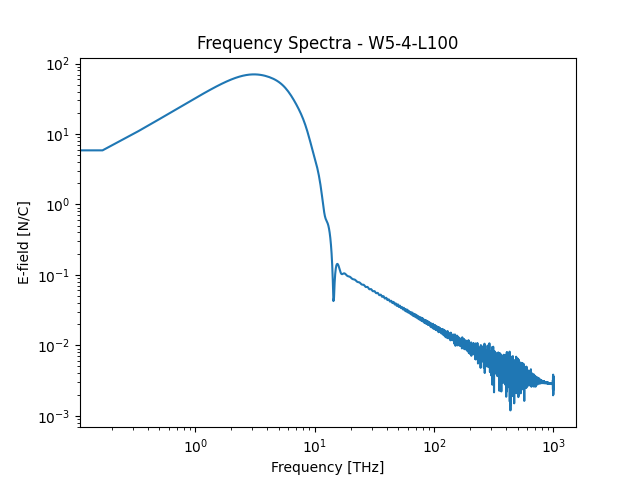 Frequency Spectra - W5-4-L100
10²
10¹
10⁰
10⁻¹
10⁻²
10⁻³
E-field [N/C]
10⁰ 10¹ 10² 10³
Frequency [THz]